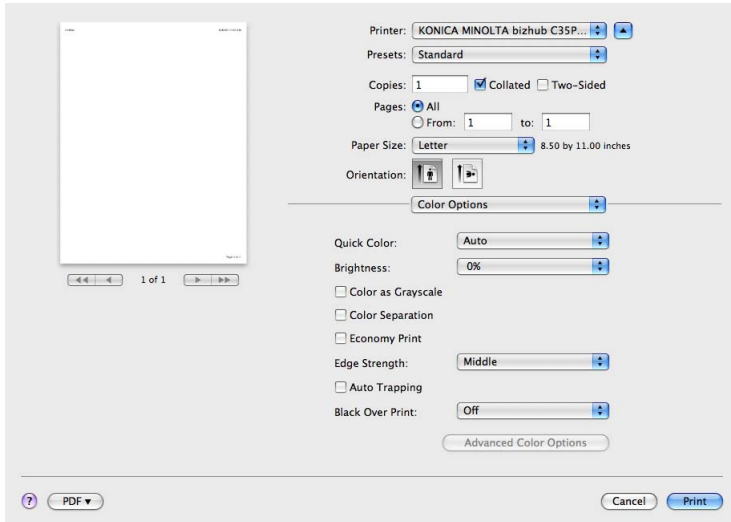 Printer: KONICA MINOLTA bizhub C35P...
Presets: Standard
Copies: 1 Collated Two-Sided
Pages: All
From: 1 to: 1
Paper Size: Letter 8.50 by 11.00 inches
Orientation:
Color Options
Quick Color: Auto
Brightness: 0%
Color as Grayscale
Color Separation
Economy Print
Edge Strength: Middle
Auto Trapping
Black Over Print: Off
Advanced Color Options
1 of 1
? PDF ▼ Cancel Print